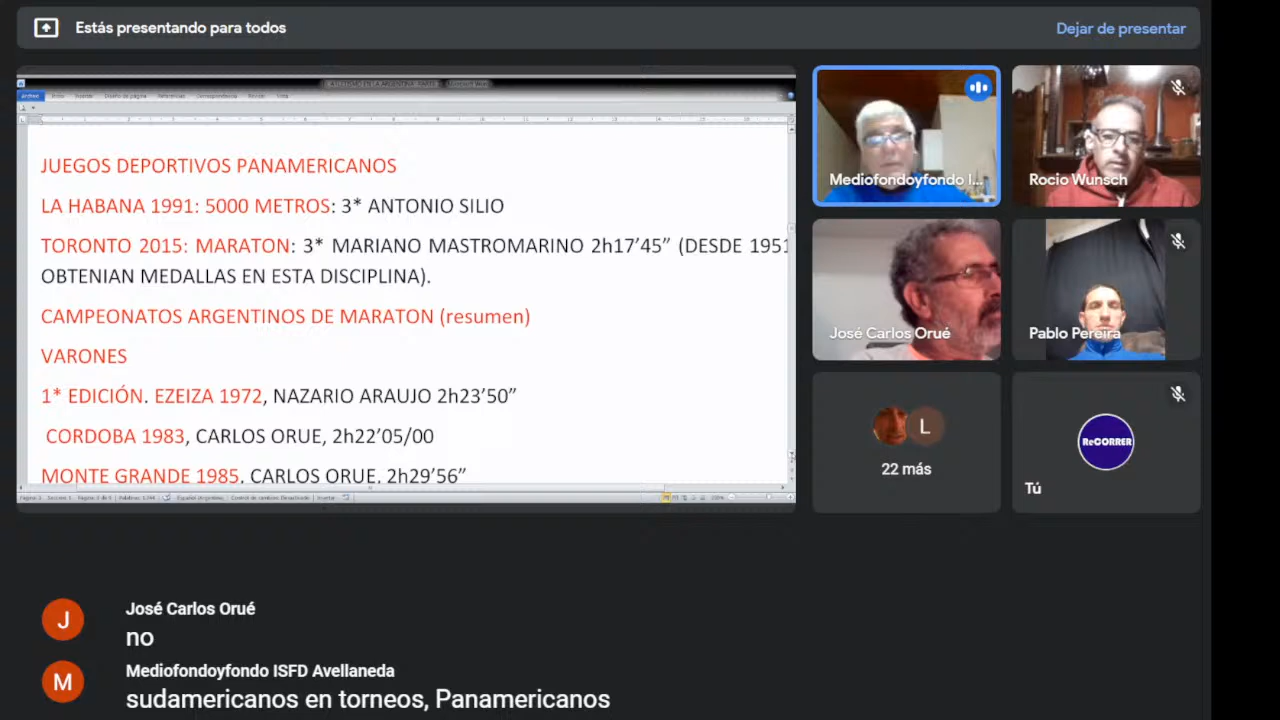 Estás presentando para todos
Dejar de presentar
JUEGOS DEPORTIVOS PANAMERICANOS
LA HABANA 1991: 5000 METROS: 3* ANTONIO SILIO
TORONTO 2015: MARATON: 3* MARIANO MASTROMARINO 2h17’45” (DESDE 1951
OBTENIAN MEDALLAS EN ESTA DISCIPLINA).
CAMPEONATOS ARGENTINOS DE MARATON (resumen)
VARONES
1* EDICIÓN. EZEIZA 1972, NAZARIO ARAUJO 2h23’50”
CORDOBA 1983, CARLOS ORUE, 2h22’05/00
MONTE GRANDE 1985, CARLOS ORUE, 2h29’56”
Mediofondoyfondo I...
Rocio Wunsch
José Carlos Orué
Pablo Pereira
L
22 más
ReCORRER
Tú
J
José Carlos Orué
no
M
Mediofondoyfondo ISFD Avellaneda
sudamericanos en torneos, Panamericanos